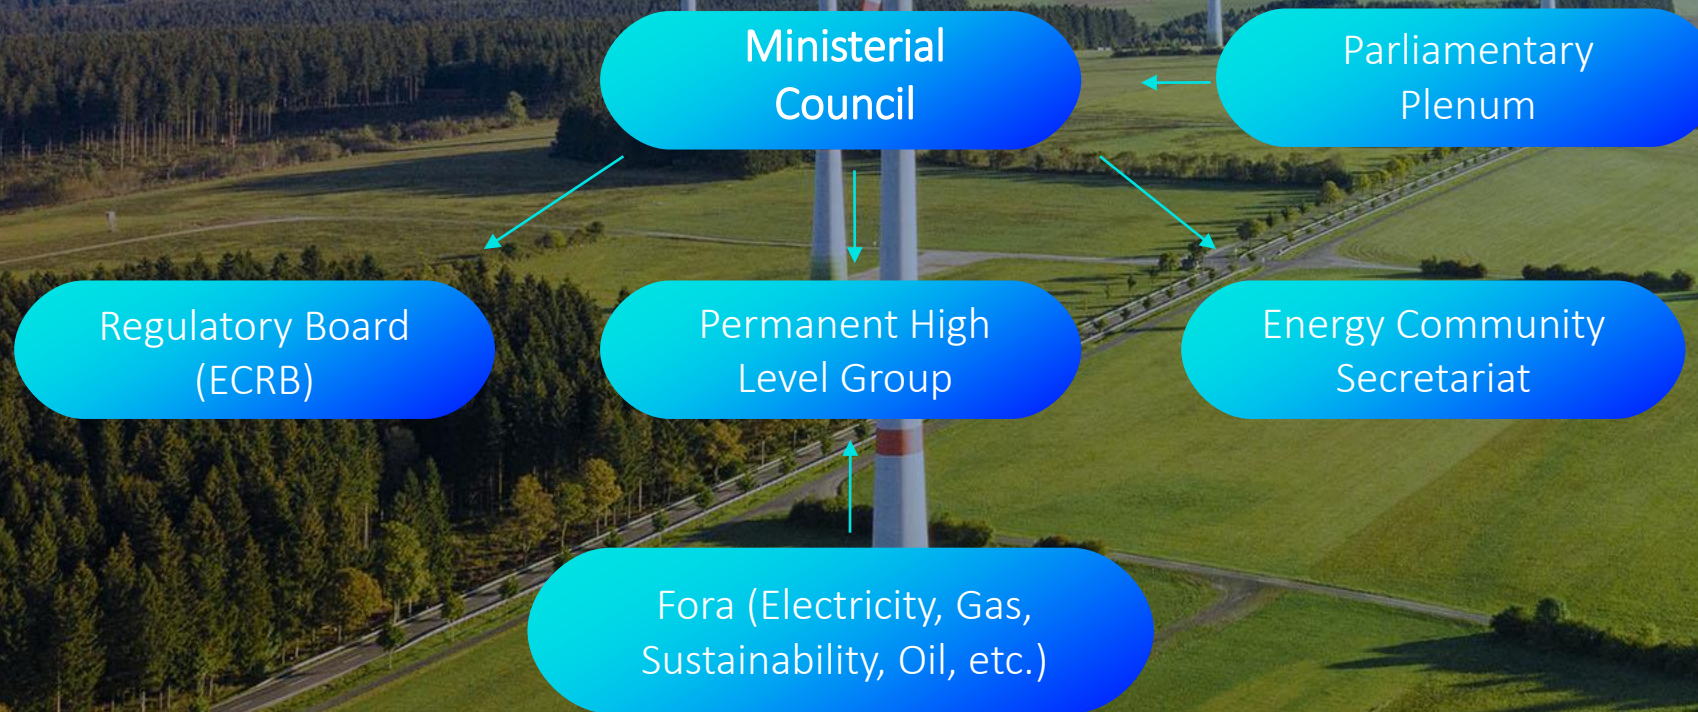 Ministerial
Council
Parliamentary
Plenum
Regulatory Board
(ECRB)
Permanent High
Level Group
Energy Community
Secretariat
Fora (Electricity, Gas,
Sustainability, Oil, etc.)